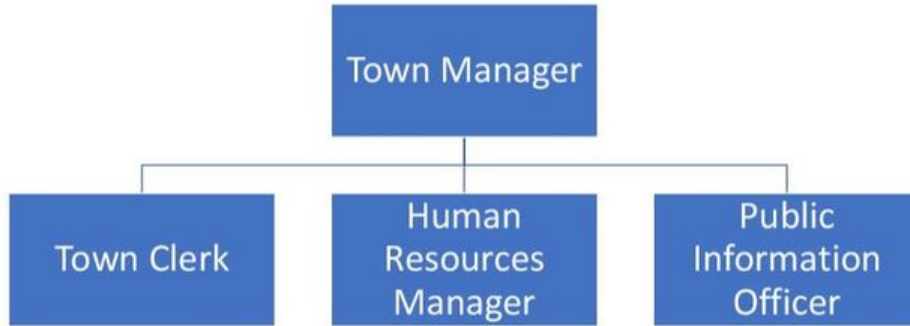 Town Manager
Town Clerk
Human
Resources
Manager
Public
Information
Officer